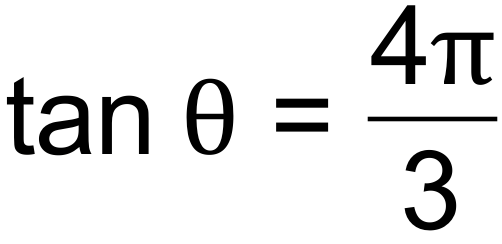 tan θ = 4π/3